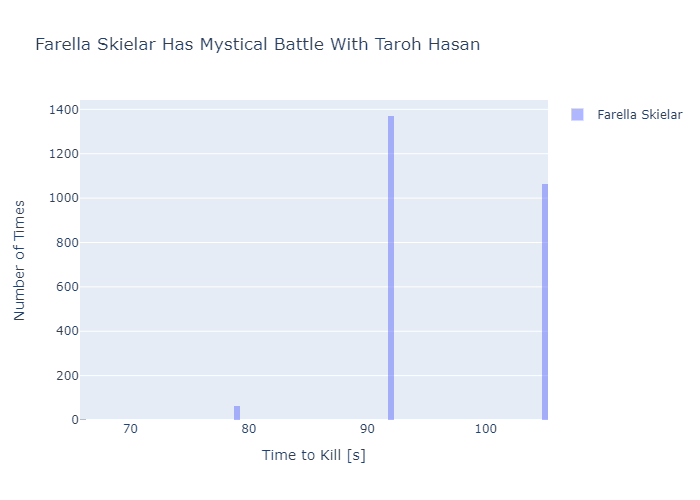 Farella Skielar Has Mystical Battle With Taroh Hasan
Farella Skielar
1400
1200
1000
800
600
400
200
0
Number of Times
70 80 90 100
Time to Kill [s]